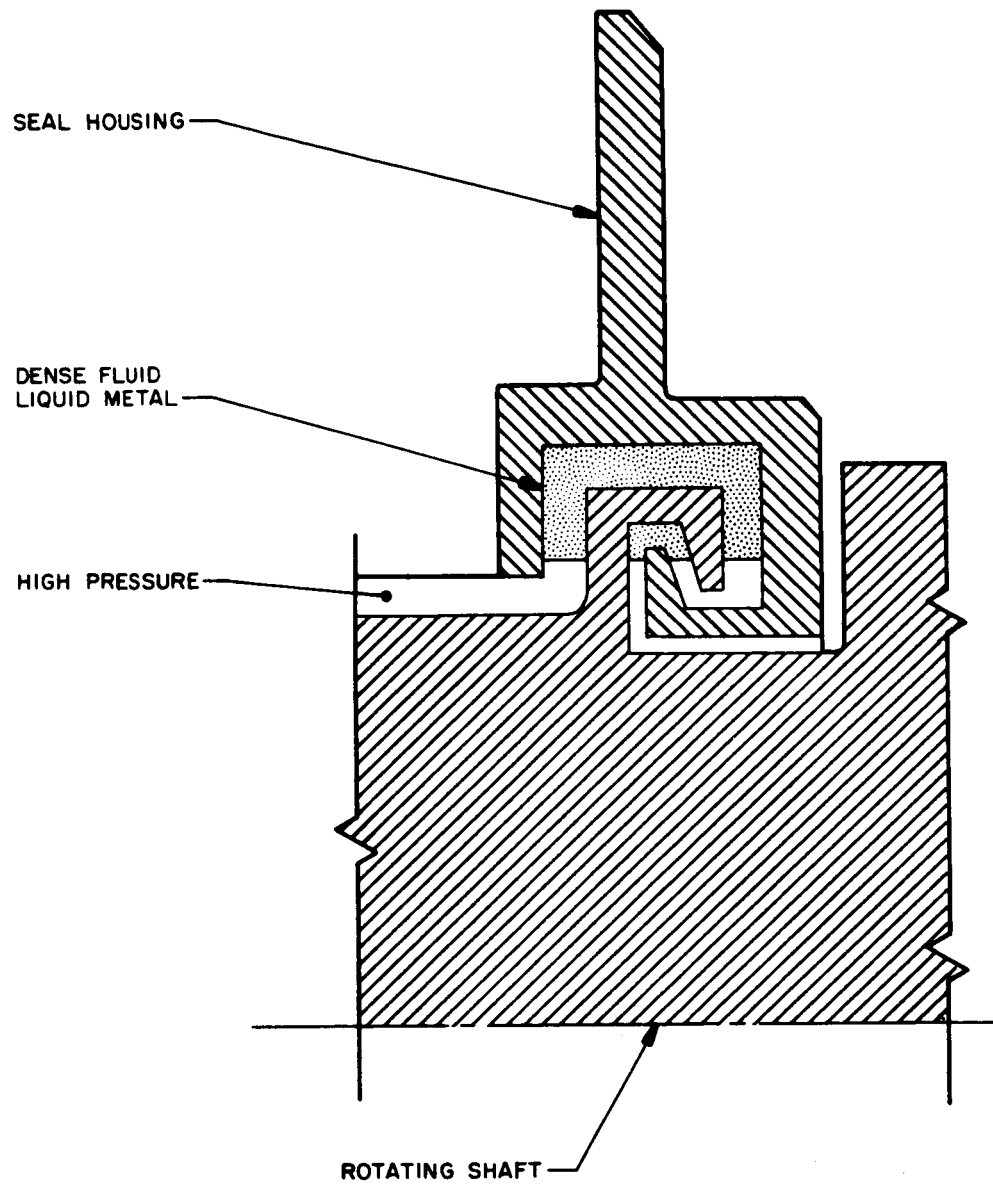 SEAL HOUSING
DENSE FLUID
LIQUID METAL
HIGH PRESSURE
ROTATING SHAFT